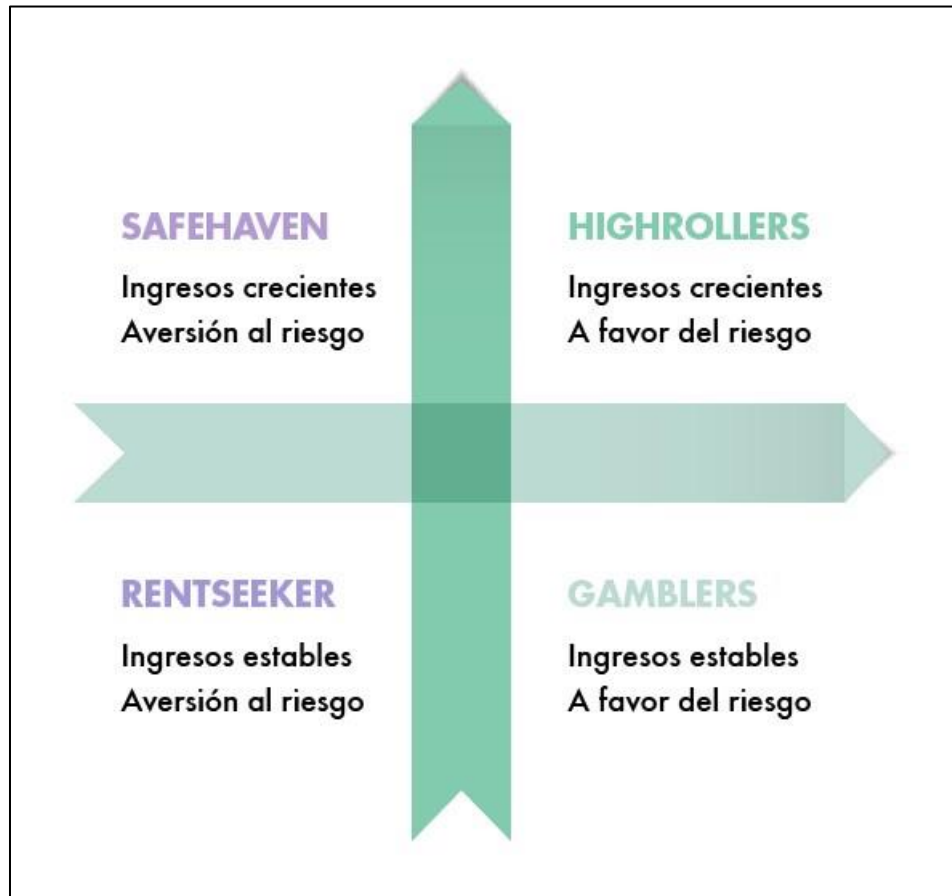 SAFEHAVEN
Ingresos crecientes
Aversión al riesgo
HIGHROLLERS
Ingresos crecientes
A favor del riesgo
RENTSEEKER
Ingresos estables
Aversión al riesgo
GAMBLERS
Ingresos estables
A favor del riesgo